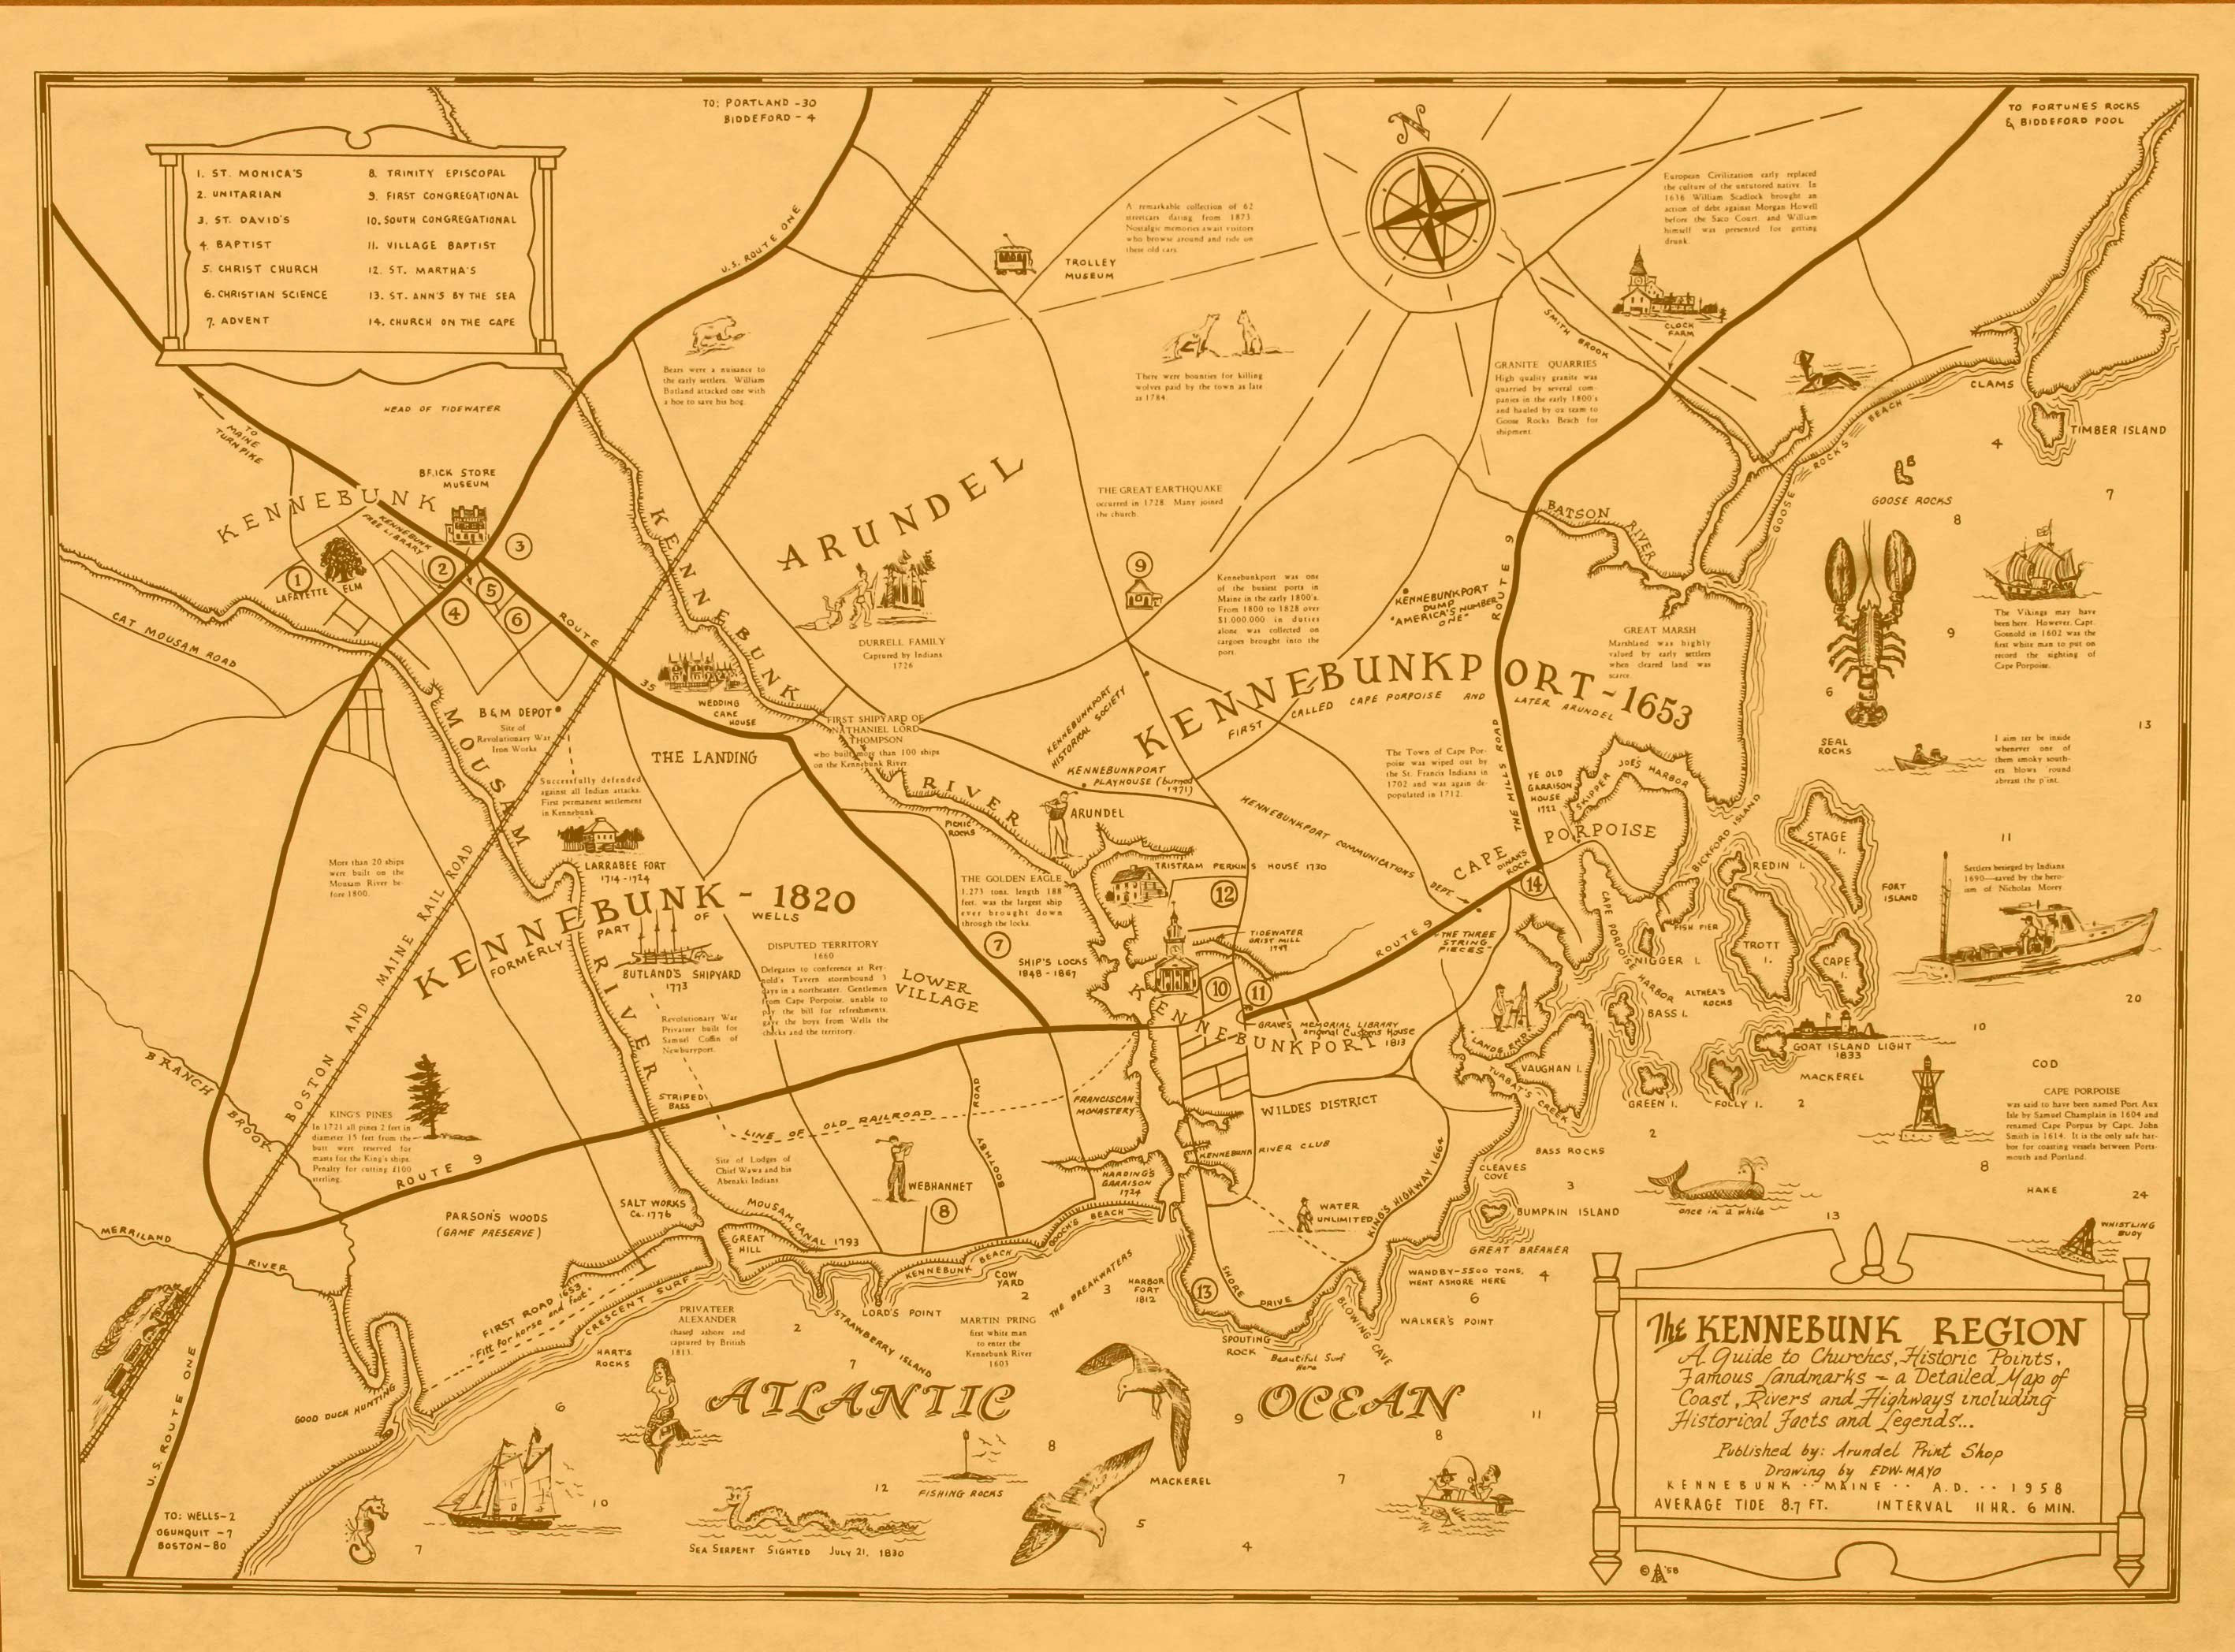 TO: PORTLAND -30
BIDDEFORD - 4
TO FORTUNES ROCKS
& BIDDEFORD POOL
N
1. ST. MONICA'S
2. UNITARIAN
3. ST. DAVID'S
4. BAPTIST
5. CHRIST CHURCH
6. CHRISTIAN SCIENCE
7. ADVENT
8. TRINITY EPISCOPAL
9. FIRST CONGREGATIONAL
10. SOUTH CONGREGATIONAL
11. VILLAGE BAPTIST
12. ST. MARTHA'S
13. ST. ANN'S BY THE SEA
14. CHURCH ON THE CAPE
U.S. ROUTE ONE
A remarkable collection of 62
streetcars dating from 1873
Nostalgic memories await visitors
who browse around and ride on
these old cars.
TROLLEY
MUSEUM
European Civilization early replaced
the culture of the untutored native. In
1636 William Scadlock brought an
action of debt against Morgan Howell
before the Saco Court, and William
himself was presented for getting
drunk.
CLOCK
FARM
SMITH BROOK
Bears were a nuisance to
the early settlers. William
Butland attacked one with
a hoe to save his hog.
There were bounties for killing
wolves paid by the town as late
as 1784.
GRANITE QUARRIES
High quality granite was
quarried by several com-
panies in the early 1800's
and hauled by ox team to
Goose Rocks Beach for
shipment.
CLAMS
GOOSE ROCKS BEACH
TIMBER ISLAND
4
7
GOOSE ROCKS
8
HEAD OF TIDEWATER
TO
MAINE
TURNPIKE
BRICK STORE
MUSEUM
KENNEBUNK
KENNEBUNK
FREE LIBRARY
1
2
3
4
5
6
LAFAYETTE ELM
CAT MOUSAM ROAD
ROUTE
35
ARUNDEL
DURRELL FAMILY
Captured by Indians
1726
THE GREAT EARTHQUAKE
occurred in 1728. Many joined
the church.
9
Kennebunkport was one
of the busiest ports in
Maine in the early 1800's.
From 1800 to 1828 over
$1,000,000 in duties
alone was collected on
cargoes brought into the
port.
KENNEBUNKPORT
DUMP
"AMERICA'S NUMBER
ONE"
ROUTE 9
BATSON RIVER
GREAT MARSH
Marshland was highly
valued by early settlers
when cleared land was
scarce.
The Vikings may have
been here. However, Capt.
Gosnold in 1602 was the
first white man to put on
record the sighting of
Cape Porpoise.
9
6
13
SEAL
ROCKS
I aim ter be inside
whenever one of
them smoky south-
ers blows 'round
abreast the p'int.
KENNEBUNKPORT - 1653
FIRST CALLED CAPE PORPOISE AND LATER ARUNDEL
KENNEBUNK RIVER
WEDDING
CAKE
HOUSE
FIRST SHIPYARD OF
NATHANIEL LORD
THOMPSON
who built more than 100 ships
on the Kennebunk River.
THE LANDING
B & M DEPOT
Site of
Revolutionary War
Iron Works
Successfully defended
against all Indian attacks.
First permanent settlement
in Kennebunk.
LARRABEE FORT
1714-1724
MOUSAM RIVER
More than 20 ships
were built on the
Mousam River be-
fore 1800.
KENNEBUNKPORT
HISTORICAL SOCIETY
KENNEBUNKPORT
PLAYHOUSE (burned
1971)
ARUNDEL
PICNIC
ROCKS
KENNEBUNKPORT COMMUNICATIONS DEPT.
The Town of Cape Por-
poise was wiped out by
the St. Francis Indians in
1702 and was again de-
populated in 1712.
THE MILLS ROAD
YE OLD
GARRISON
HOUSE
1722
SKIPPER JOE'S HARBOR
CAPE PORPOISE
DINAH'S
ROCK
14
BICKFORD ISLAND
STAGE
I.
REDIN I.
11
FORT
ISLAND
Settlers besieged by Indians
1690—saved by the hero-
ism of Nicholas Morey
KENNEBUNK - 1820
FORMERLY PART OF WELLS
BUTLAND'S SHIPYARD
1773
Revolutionary War
Privateer built for
Samuel Coffin of
Newburyport.
DISPUTED TERRITORY
1660
Delegates to conference at Rey-
nold's Tavern stormbound 3
days in a northeaster. Gentlemen
from Cape Porpoise, unable to
pay the bill for refreshments,
gave the boys from Wells the
checks and the territory.
LOWER
VILLAGE
THE GOLDEN EAGLE
1,273 tons, length 188
feet, was the largest ship
ever brought down
through the locks.
7
SHIP'S LOCKS
1848-1867
TRISTRAM PERKINS HOUSE 1730
12
TIDEWATER
GRIST MILL
1749
10
11
KENNEBUNKPORT
GRAVES MEMORIAL LIBRARY
original Customs House
1813
ROUTE 9
"THE THREE
STRING
PIECES"
CAPE PORPOISE HARBOR
FISH PIER
NIGGER I.
TROTT
I.
CAPE
I.
ALTHEA'S
ROCKS
BASS I.
LANDS END
VAUGHAN I.
TURBAT'S CREEK
GREEN I.
FOLLY I.
GOAT ISLAND LIGHT
1833
MACKEREL
2
10
20
COD
CAPE PORPOISE
was said to have been named Port Aux
Isle by Samuel Champlain in 1604 and
renamed Cape Porpus by Capt. John
Smith in 1614. It is the only safe har-
bor for coasting vessels between Ports-
mouth and Portland.
8
HAKE
24
BOSTON AND MAINE RAIL ROAD
BRANCH BROOK
KING'S PINES
In 1721 all pines 2 feet in
diameter 15 feet from the
butt were reserved for
masts for the King's ships.
Penalty for cutting £100
sterling.
ROUTE 9
STRIPED
BASS
LINE OF OLD RAILROAD
BOOTHBY ROAD
FRANCISCAN
MONASTERY
WILDES DISTRICT
KENNEBUNK RIVER CLUB
Site of Lodges of
Chief Wawa and his
Abenaki Indians
WEBHANNET
8
HARDING'S
GARRISON
1724
WATER
UNLIMITED
KING'S HIGHWAY 1664
BASS ROCKS
2
CLEAVES
COVE
3
BUMPKIN ISLAND
GREAT BREAKER
once in a while
13
WHISTLING
BUOY
MERRILAND RIVER
PARSON'S WOODS
(GAME PRESERVE)
SALT WORKS
Ca. 1776
MOUSAM CANAL 1793
GREAT
HILL
KENNEBUNK BEACH
GOOCH'S BEACH
COW
YARD
2
THE BREAKWATERS
3
HARBOR
FORT
1812
13
SHORE DRIVE
BLOWING CAVE
SPOUTING
ROCK
Beautiful Surf
Here
WANDBY-5500 TONS,
WENT ASHORE HERE
4
6
WALKER'S POINT
FIRST ROAD 1653
"Fitt for horse and foot"
CRESCENT SURF
PRIVATEER
ALEXANDER
chased ashore and
captured by British
1813.
HART'S
ROCKS
2
STRAWBERRY ISLAND
7
LORD'S POINT
MARTIN PRING
first white man
to enter the
Kennebunk River
1603
GOOD DUCK HUNTING
U.S. ROUTE ONE
TO: WELLS-2
OGUNQUIT -7
BOSTON-80
ATLANTIC OCEAN
6
10
7
12
FISHING ROCKS
8
9
MACKEREL
5
4
7
8
11
SEA SERPENT SIGHTED JULY 21, 1830
The KENNEBUNK REGION
A Guide to Churches, Historic Points,
Famous Landmarks - a Detailed Map of
Coast, Rivers and Highways including
Historical Facts and Legends...
Published by: Arundel Print Shop
Drawing by EDW. MAYO
KENNEBUNK ·· MAINE ·· A.D. ·· 1958
AVERAGE TIDE 8.7 FT. INTERVAL 11 HR. 6 MIN.
© '58